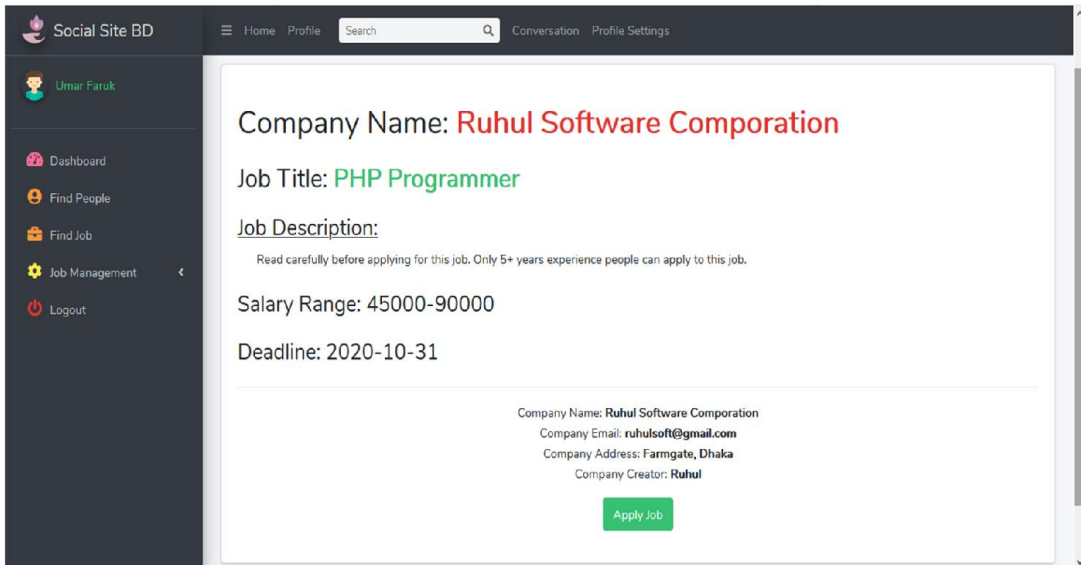 Social Site BD
Home Profile Search Conversation Profile Settings
Umar Faruk
Dashboard
Find People
Find Job
Job Management
Logout
Company Name: Ruhul Software Comporation
Job Title: PHP Programmer
Job Description:
Read carefully before applying for this job. Only 5+ years experience people can apply to this job.
Salary Range: 45000-90000
Deadline: 2020-10-31
Company Name: Ruhul Software Comporation
Company Email: ruhulsoft@gmail.com
Company Address: Farmgate, Dhaka
Company Creator: Ruhul
Apply Job